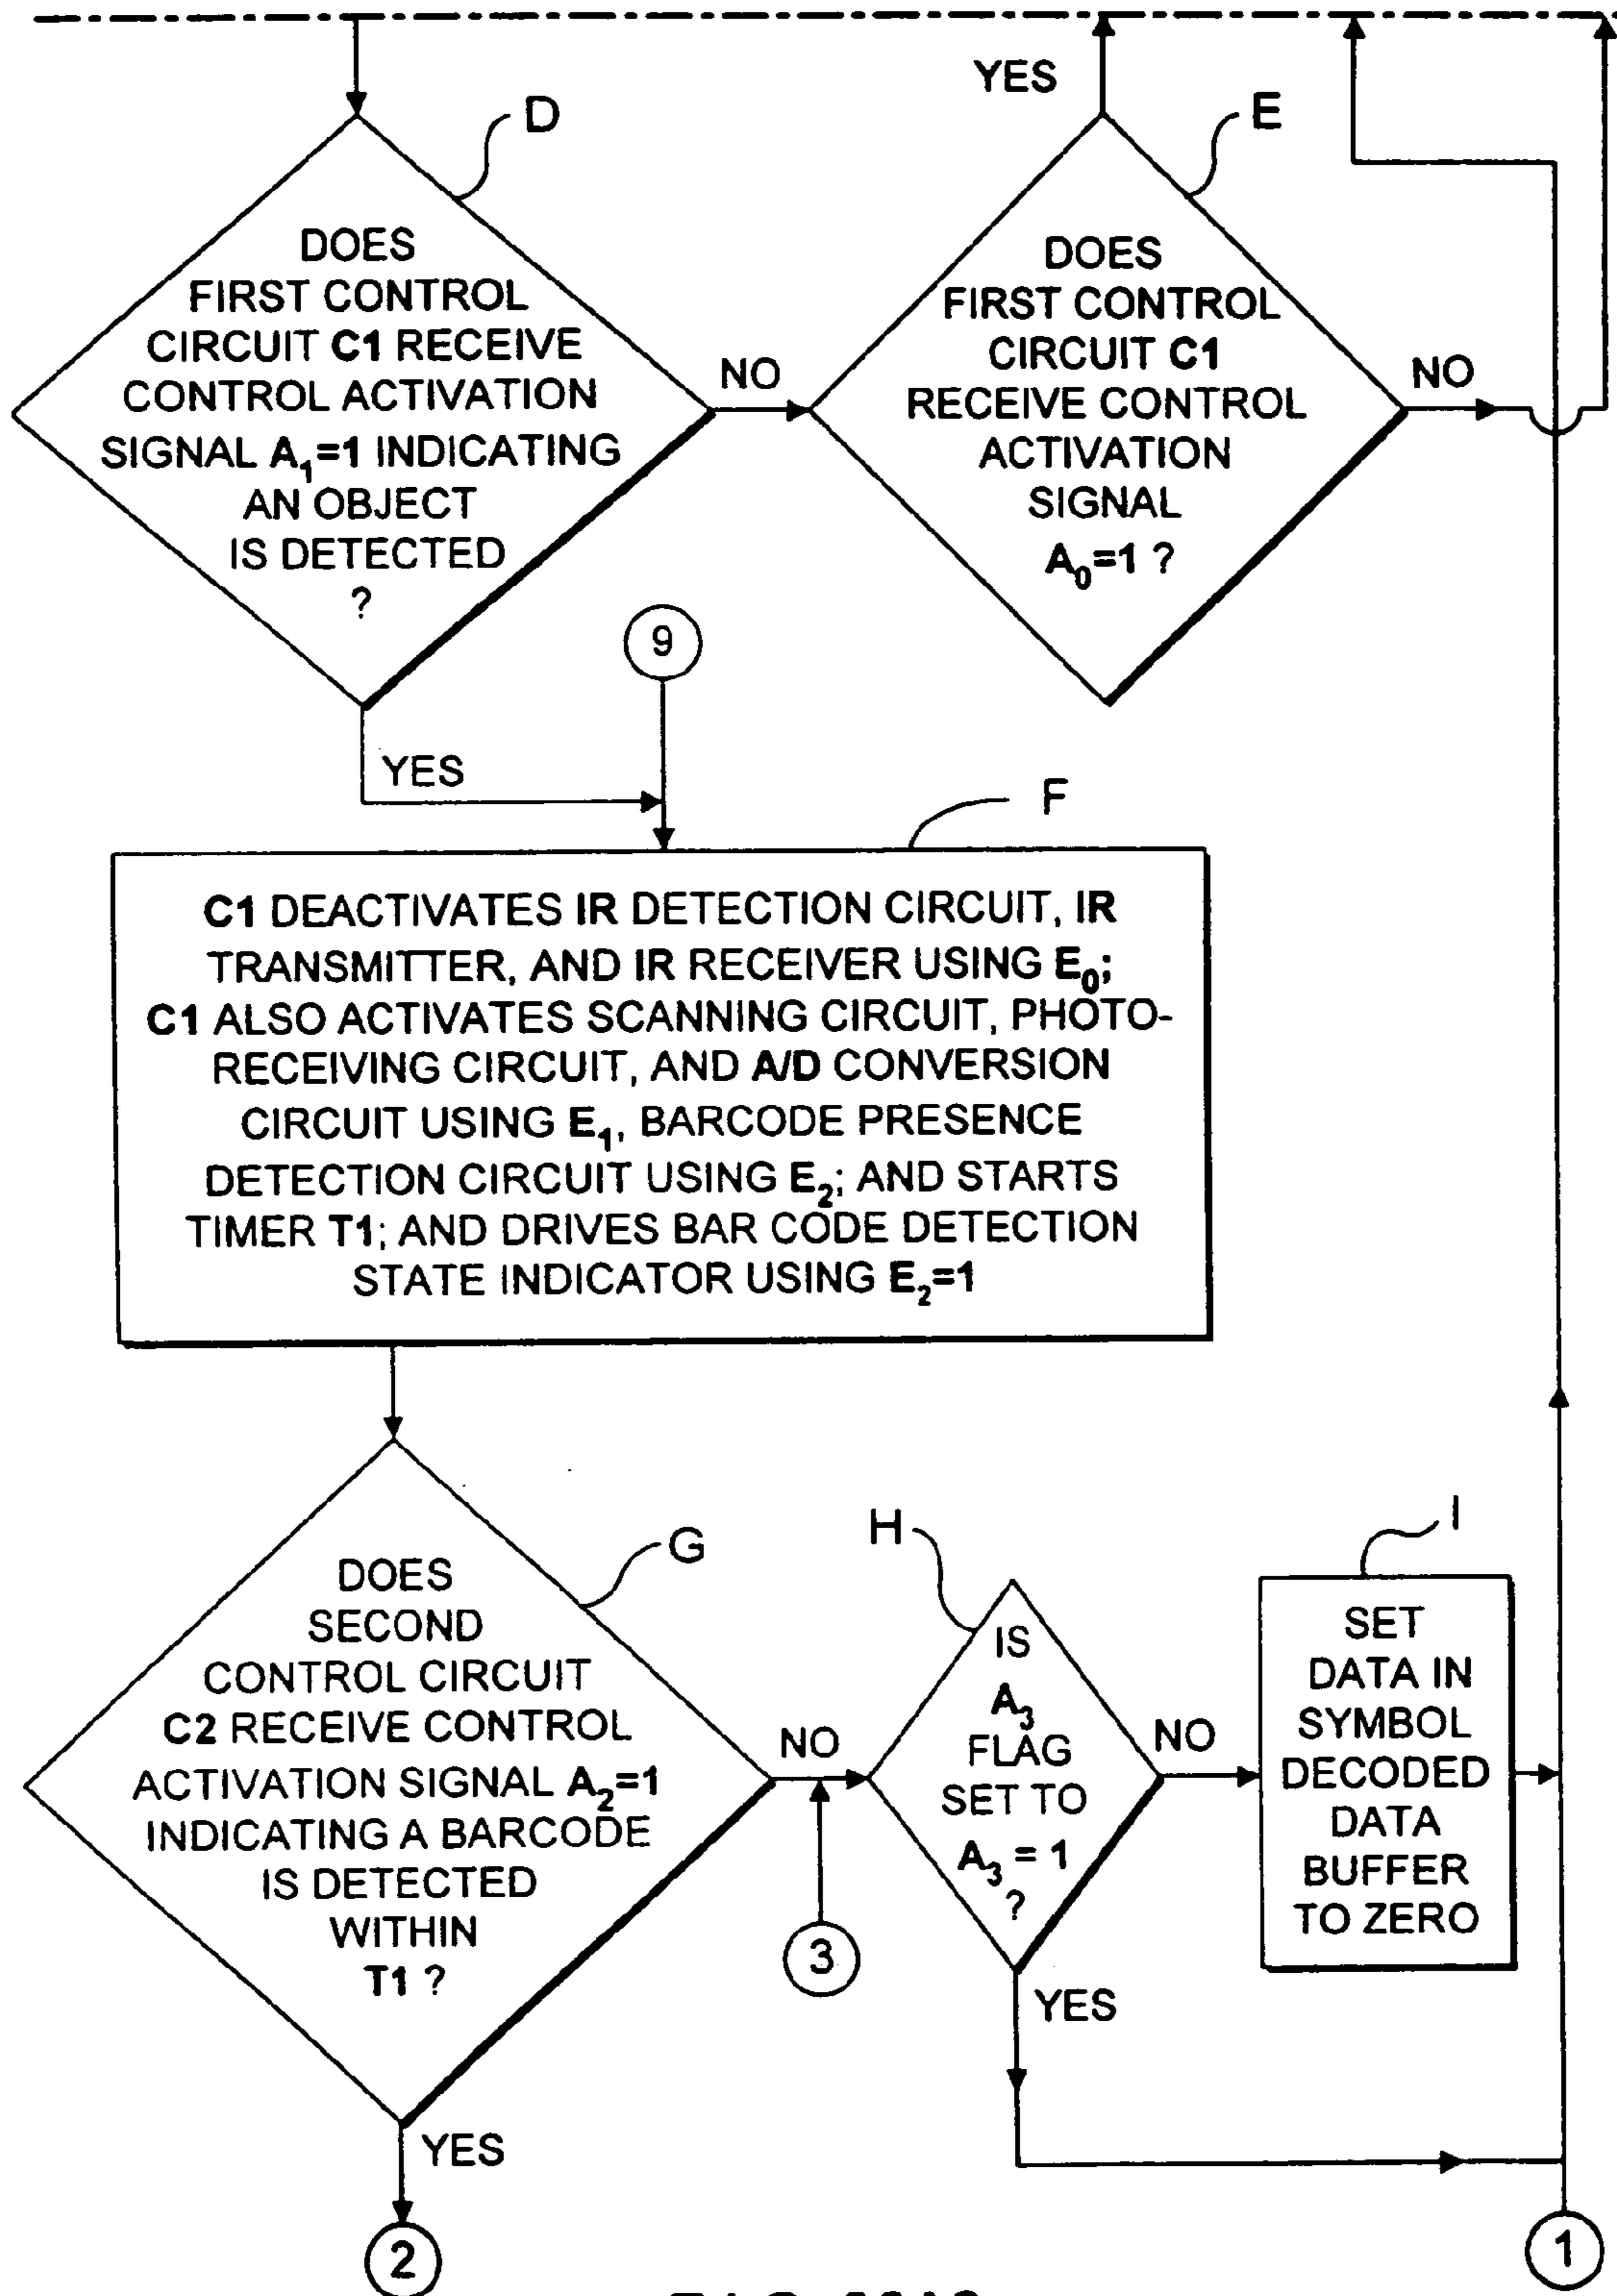 YES
D
E
DOES
FIRST CONTROL
CIRCUIT C1 RECEIVE
CONTROL ACTIVATION
SIGNAL A₁=1 INDICATING
AN OBJECT
IS DETECTED
?
NO
DOES
FIRST CONTROL
CIRCUIT C1
RECEIVE CONTROL
ACTIVATION
SIGNAL
A₀=1 ?
NO
9
YES
F
C1 DEACTIVATES IR DETECTION CIRCUIT, IR
TRANSMITTER, AND IR RECEIVER USING E₀;
C1 ALSO ACTIVATES SCANNING CIRCUIT, PHOTO-
RECEIVING CIRCUIT, AND A/D CONVERSION
CIRCUIT USING E₁, BARCODE PRESENCE
DETECTION CIRCUIT USING E₂; AND STARTS
TIMER T1; AND DRIVES BAR CODE DETECTION
STATE INDICATOR USING E₂=1
G
DOES
SECOND
CONTROL CIRCUIT
C2 RECEIVE CONTROL
ACTIVATION SIGNAL A₂=1
INDICATING A BARCODE
IS DETECTED
WITHIN
T1 ?
NO
3
H
IS
A₃
FLAG
SET TO
A₃ = 1
?
NO
I
SET
DATA IN
SYMBOL
DECODED
DATA
BUFFER
TO ZERO
YES
YES
2
1